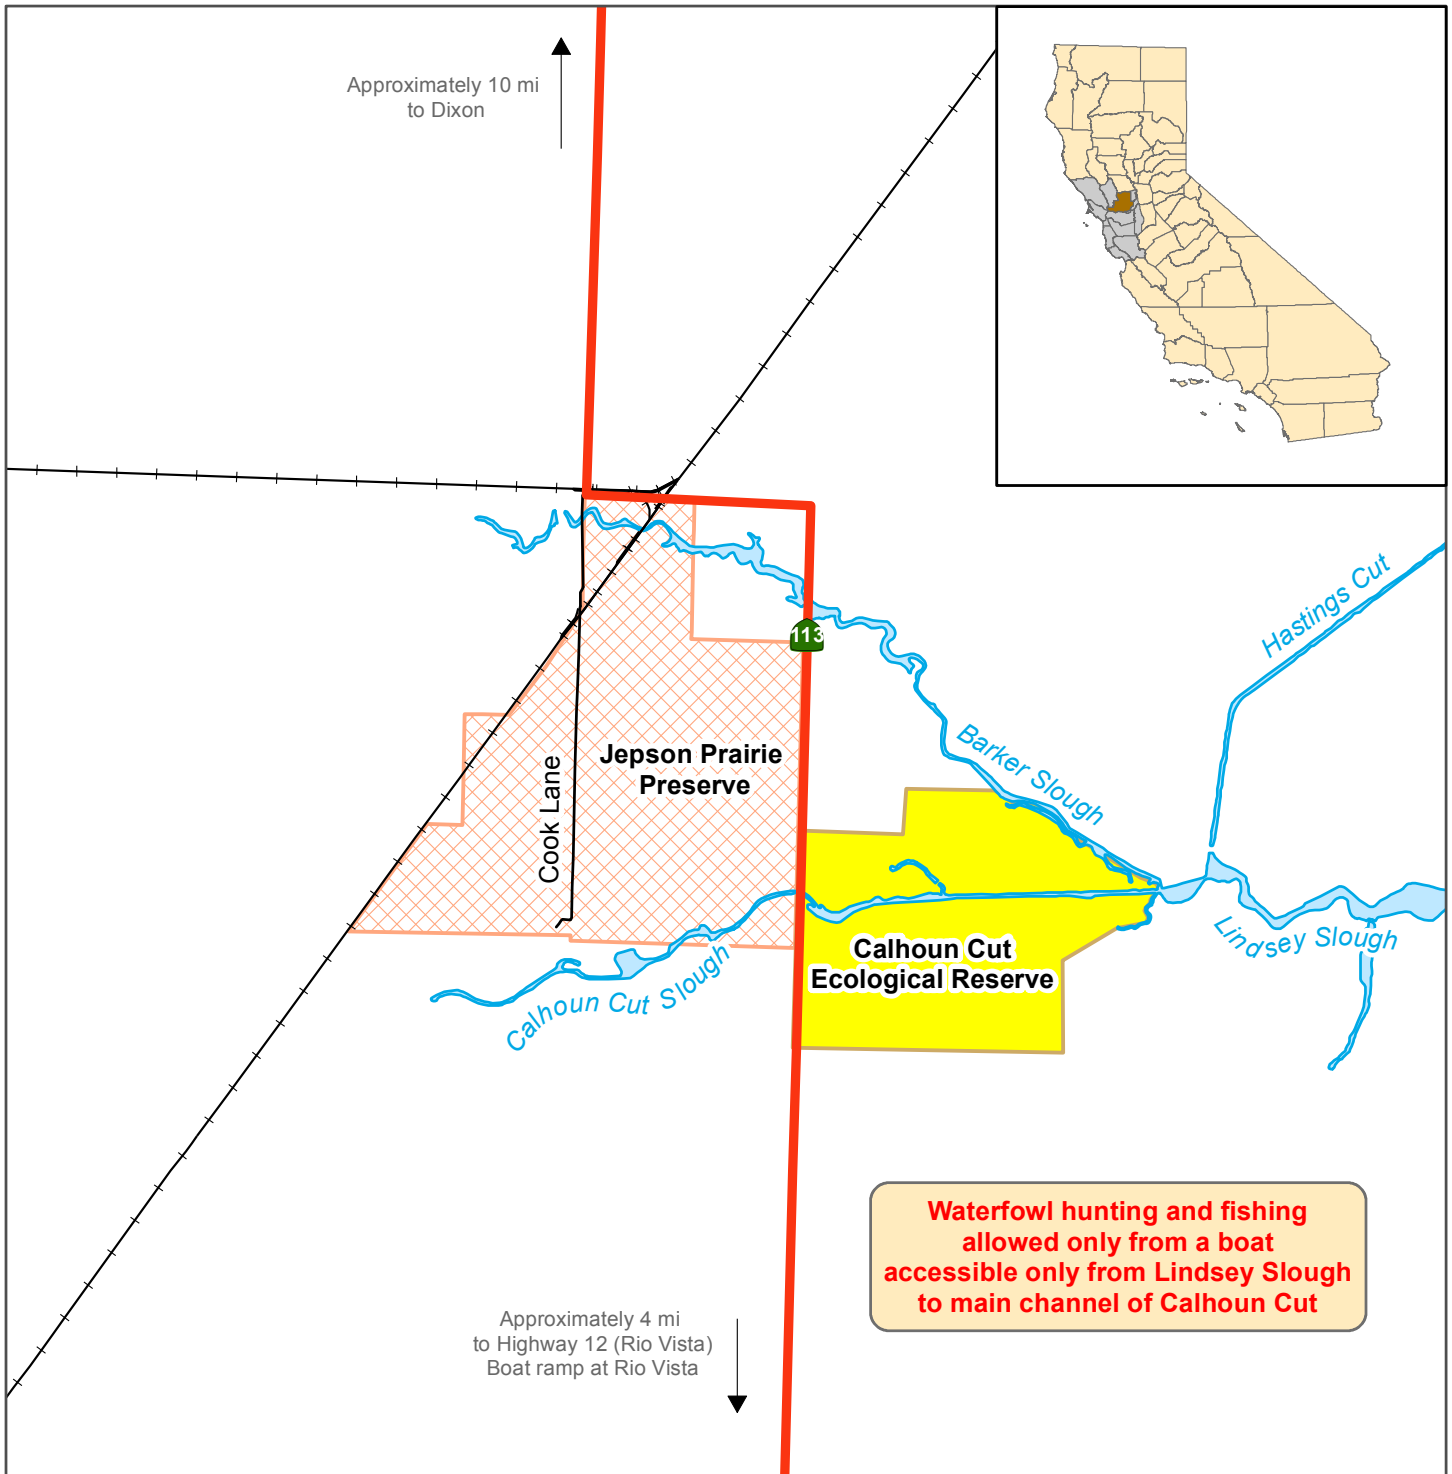 Approximately 10 mi
to Dixon
113
Hastings Cut
Barker Slough
Jepson Prairie
Preserve
Cook Lane
Lindsey Slough
Calhoun Cut
Ecological Reserve
Calhoun Cut Slough
Waterfowl hunting and fishing
allowed only from a boat
accessible only from Lindsey Slough
to main channel of Calhoun Cut
Approximately 4 mi
to Highway 12 (Rio Vista)
Boat ramp at Rio Vista